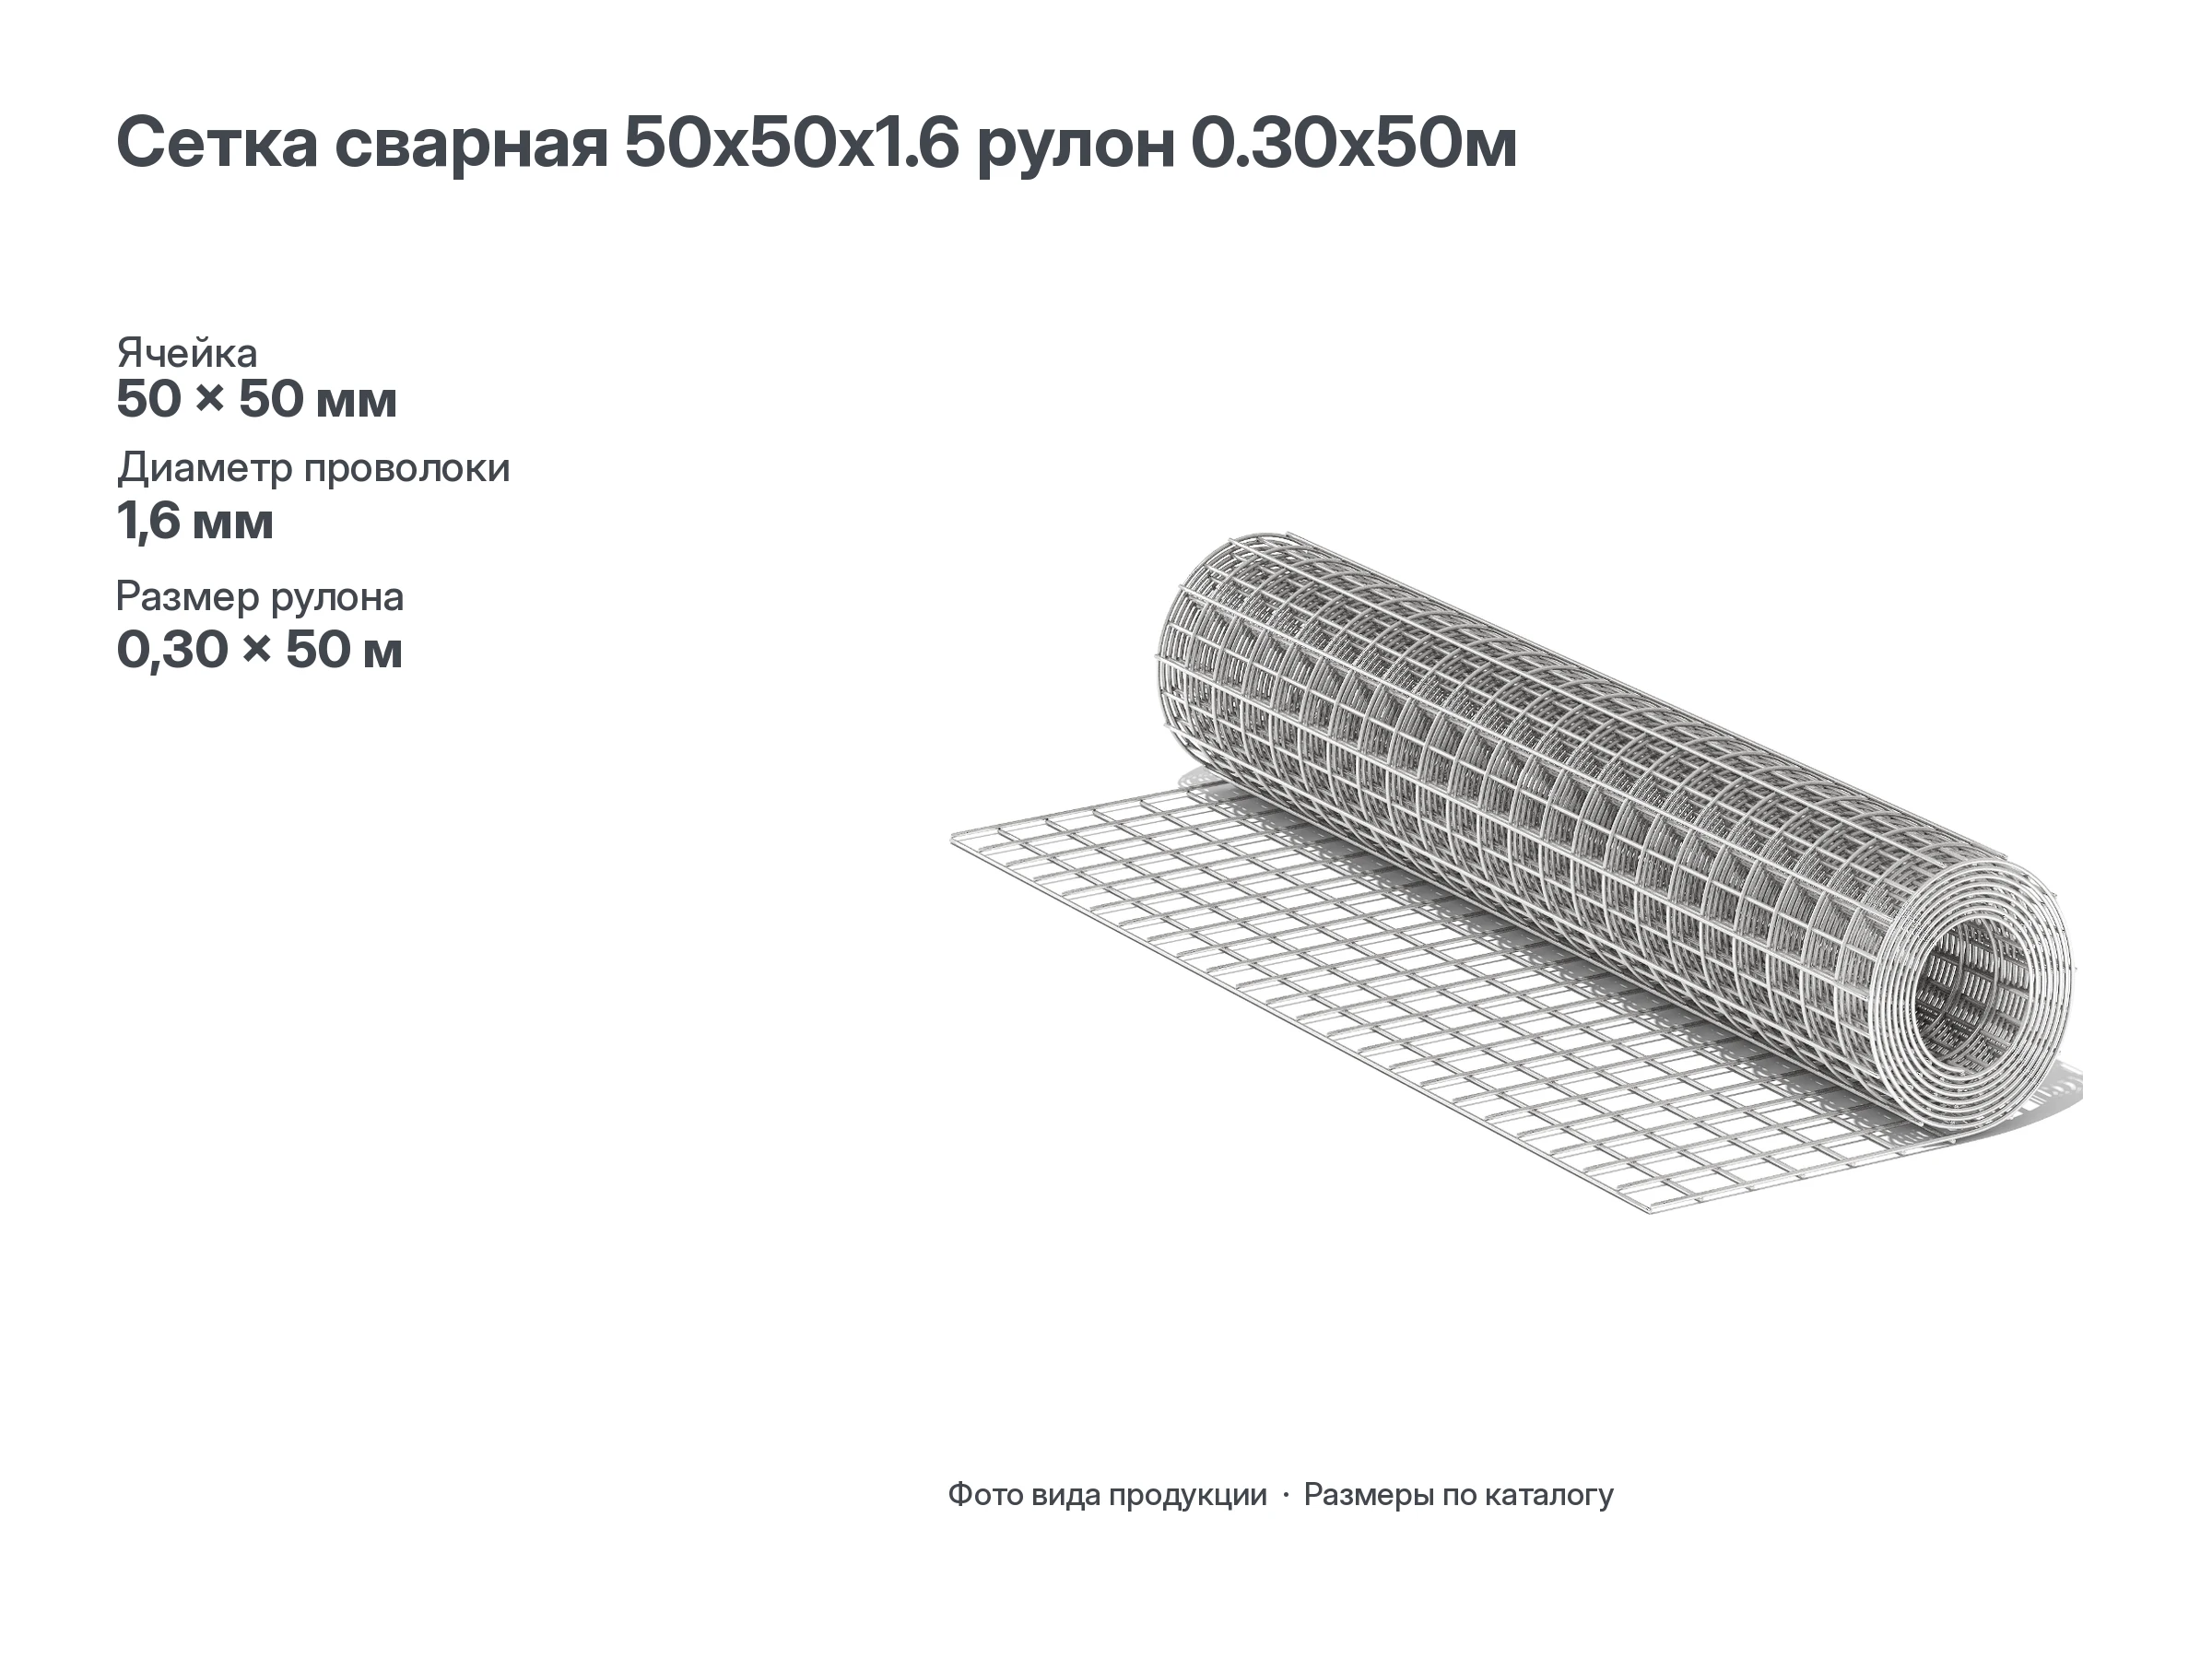 Сетка сварная 50х50х1.6 рулон 0.30х50м
Ячейка
50 × 50 мм
Диаметр проволоки
1,6 мм
Размер рулона
0,30 × 50 м
Фото вида продукции · Размеры по каталогу